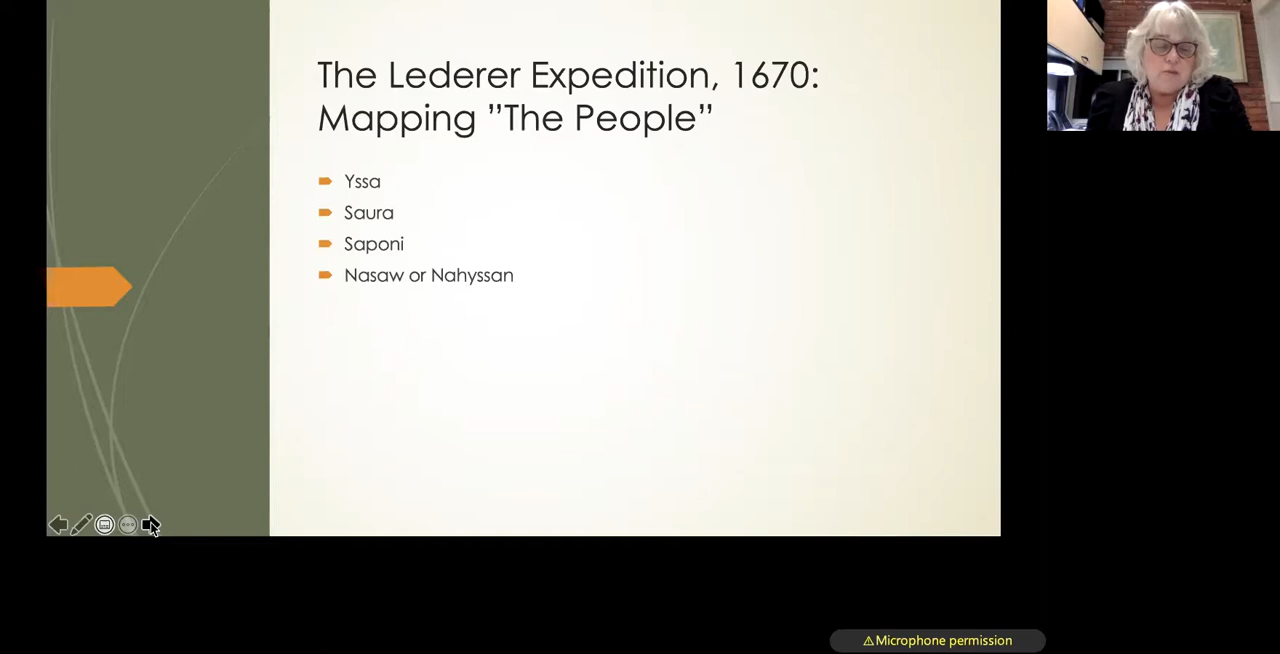 The Lederer Expedition, 1670:
Mapping ”The People”
Yssa
Saura
Saponi
Nasaw or Nahyssan
⚠Microphone permission